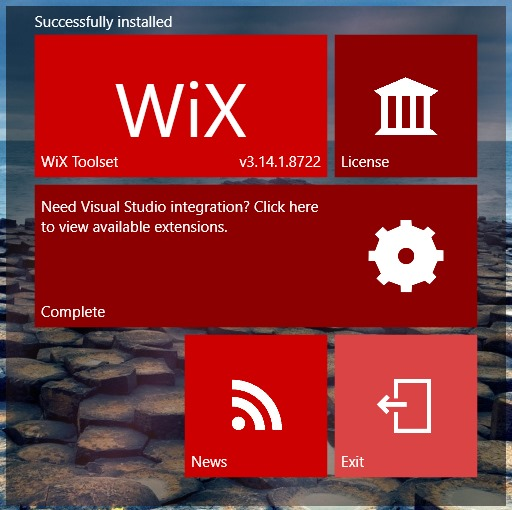 Successfully installed
WiX
WiX Toolset
v3.14.1.8722
License
Need Visual Studio integration? Click here
to view available extensions.
Complete
News
Exit